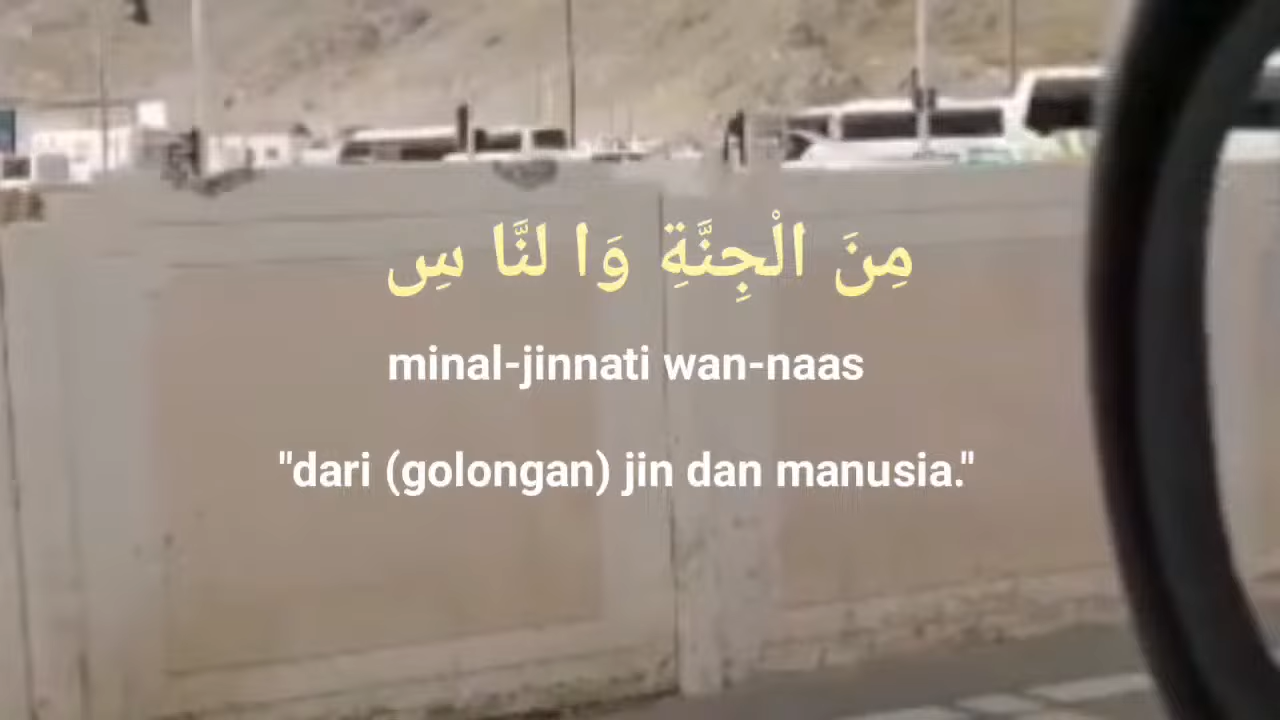 مِنَ الْجِنَّةِ وَا لنَّا سِ
minal-jinnati wan-naas
"dari (golongan) jin dan manusia."